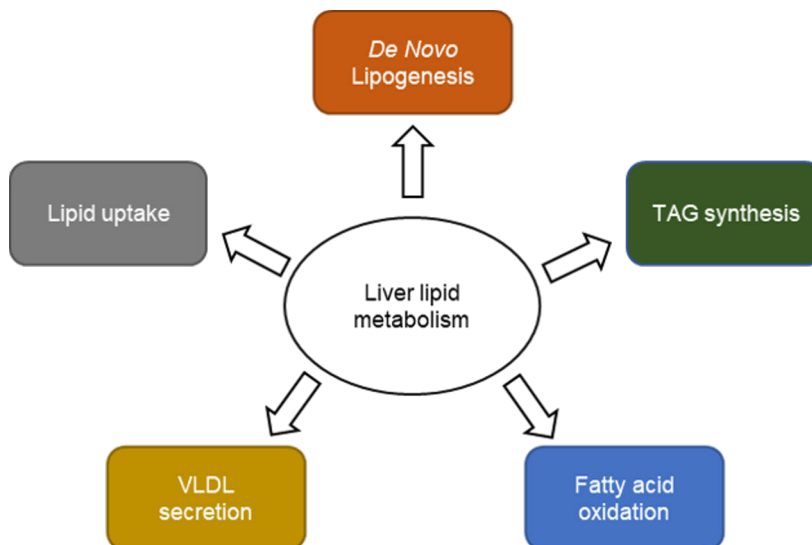 De Novo
Lipogenesis
Lipid uptake
TAG synthesis
Liver lipid
metabolism
VLDL
secretion
Fatty acid
oxidation